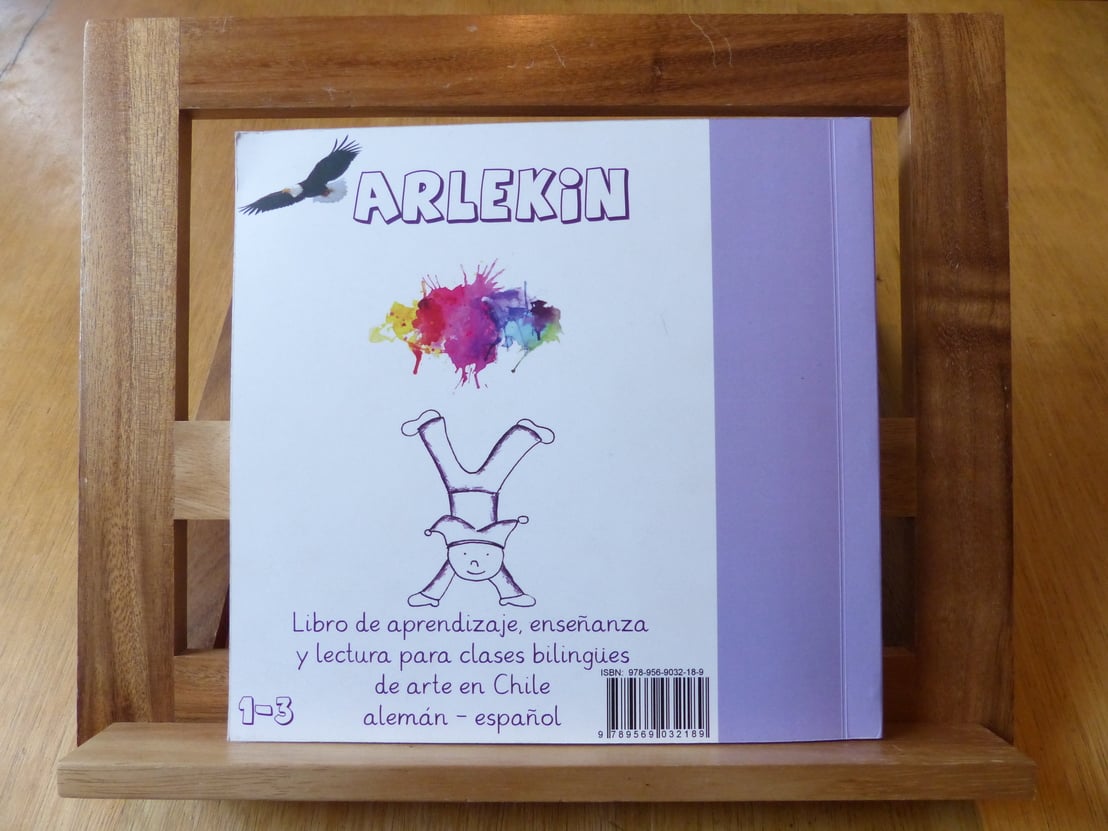 ARLEKiN
Libro de aprendizaje, enseñanza
y lectura para clases bilingües
de arte en Chile
alemán - español
1-3
ISBN: 978-956-9032-18-9
9 789569 032189